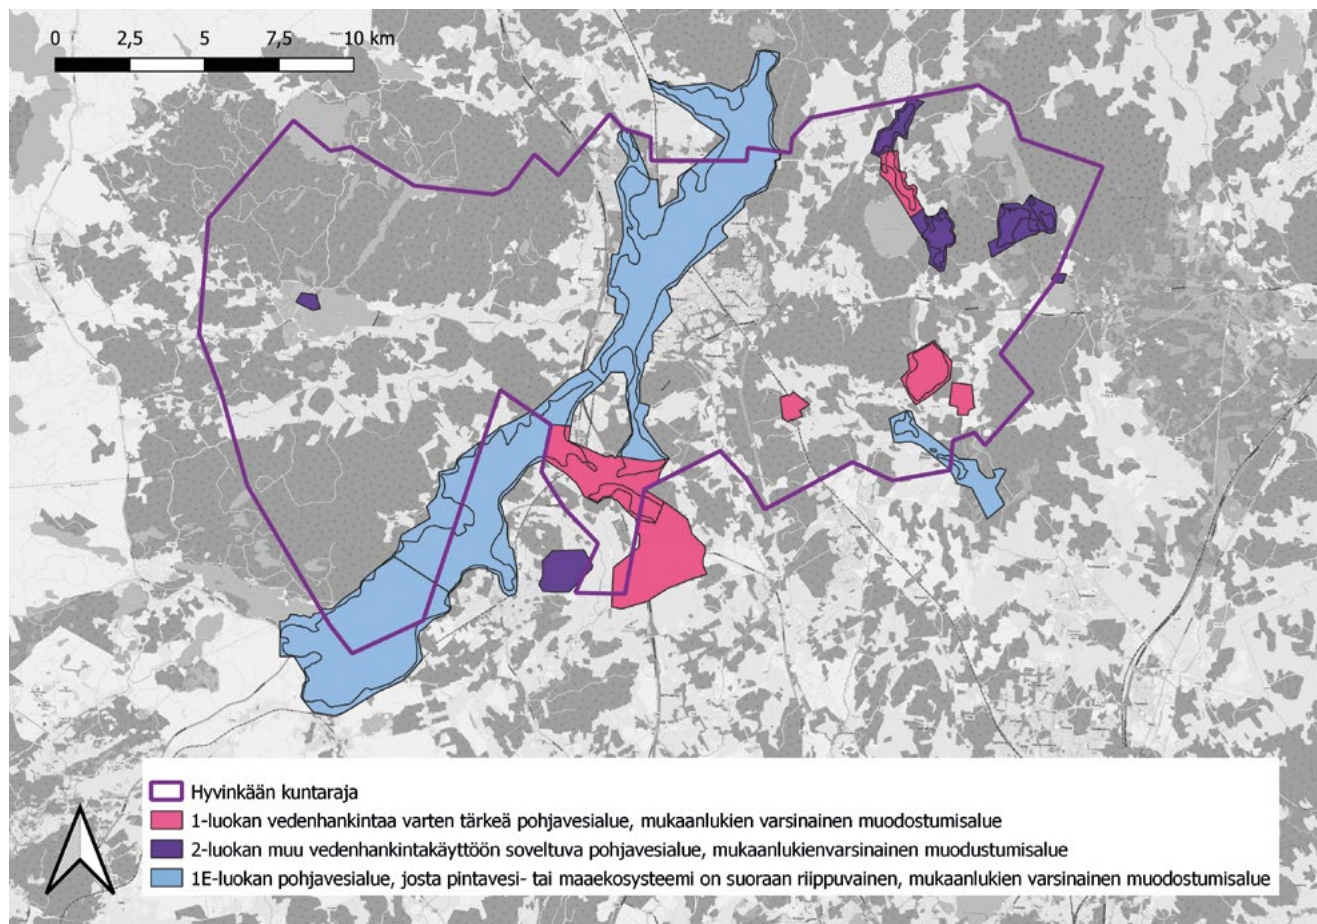 0 2,5 5 7,5 10 km
Hyvinkään kuntaraja
1-luokan vedenhankintaa varten tärkeä pohjavesialue, mukaanlukien varsinainen muodostumisalue
2-luokan muu vedenhankintakäyttöön soveltuva pohjavesialue, mukaanlukienvarsinainen muodustumisalue
1E-luokan pohjavesialue, josta pintavesi- tai maaekosysteemi on suoraan riippuvainen, mukaanlukien varsinainen muodostumisalue